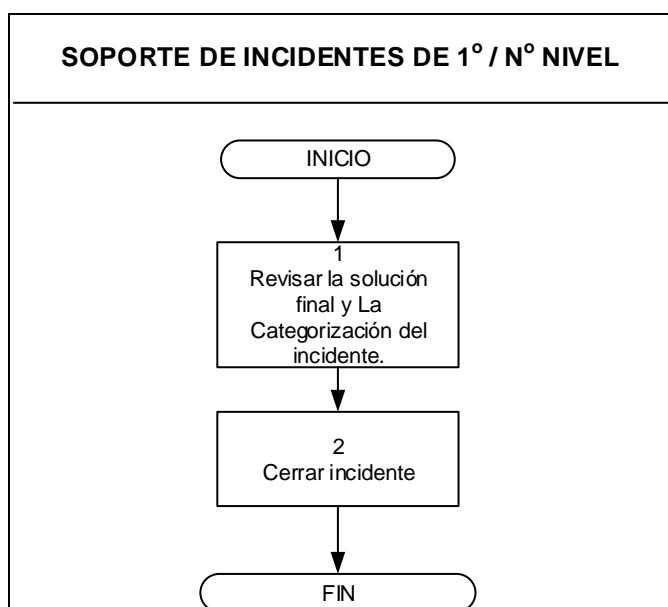 SOPORTE DE INCIDENTES DE 1º / Nº NIVEL
INICIO
1
Revisar la solución
final y La
Categorización del
incidente.
2
Cerrar incidente
FIN